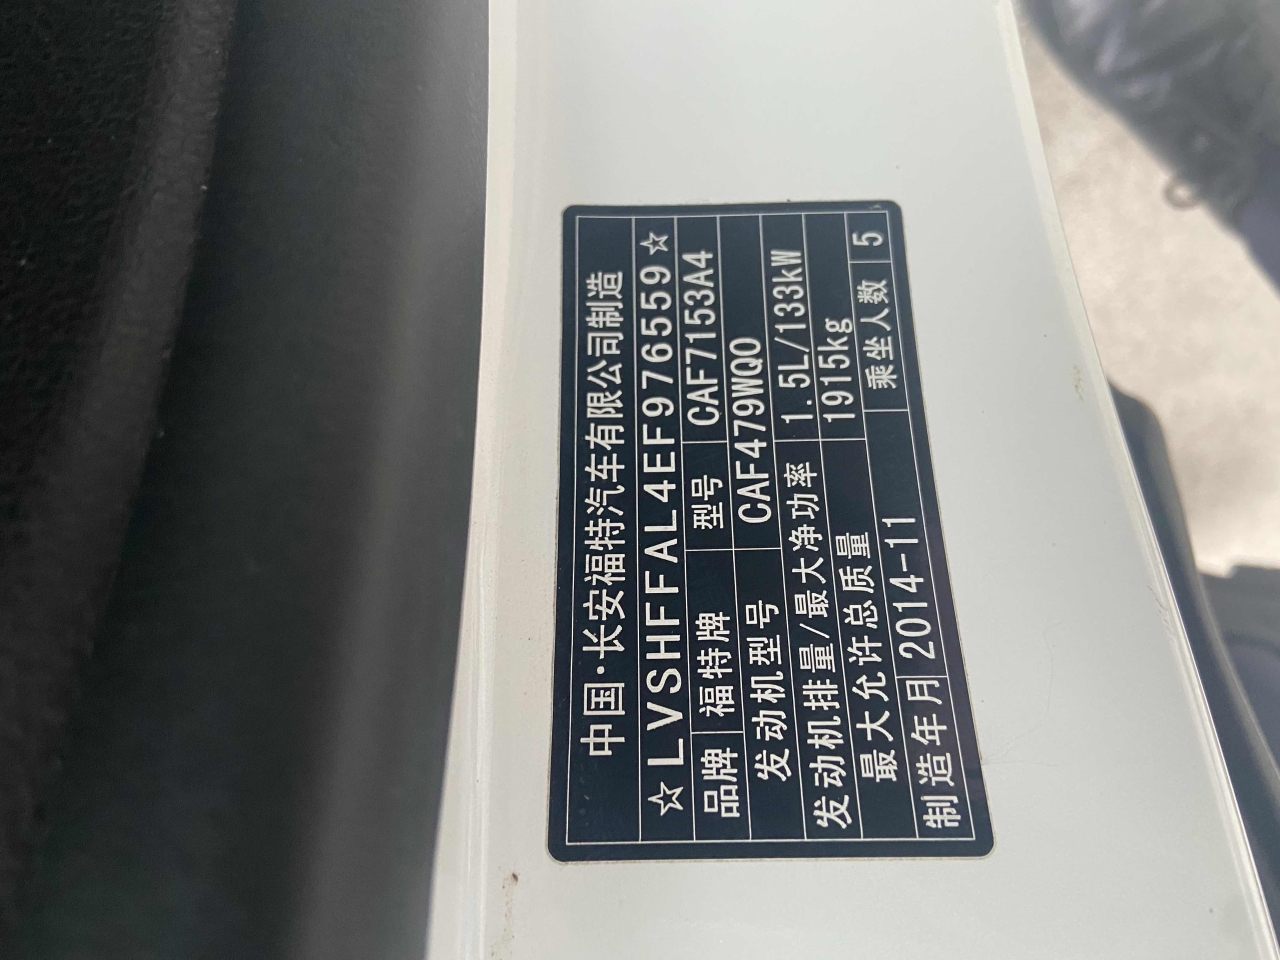 中国·长安福特汽车有限公司制造
☆LVSHFFAL4EF976559☆
品牌 福特牌 型号 CAF7153A4
发动机型号 CAF479WQ0
发动机排量/最大净功率 1.5L/133kW
最大允许总质量 1915kg
制造年月 2014-11 乘坐人数 5